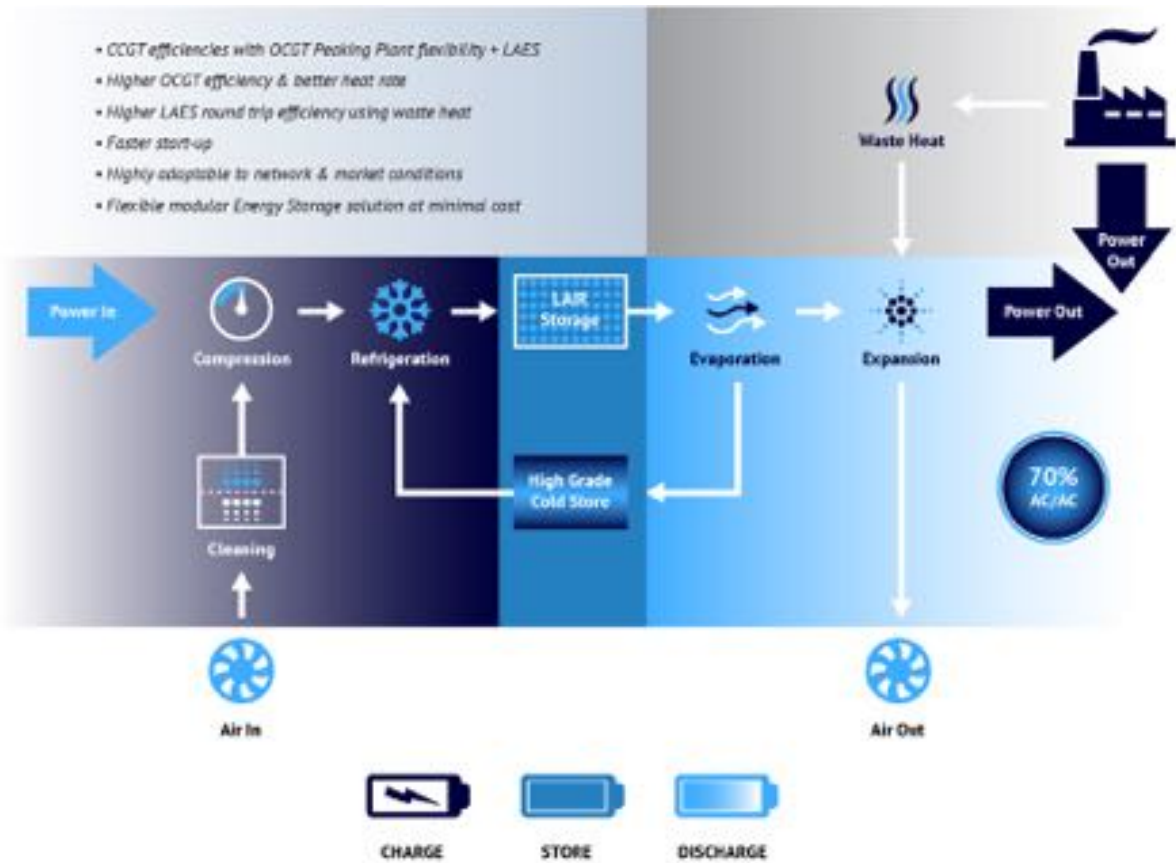 • CCGT efficiencies with OCGT Peaking Plant flexibility + LAES
• Higher OCGT efficiency & better heat rate
• Higher LAES round trip efficiency using waste heat
• Faster start-up
• Highly adaptable to network & market conditions
• Flexible modular Energy Storage solution at minimal cost
Waste Heat
Power
Out
Power In
Compression
Refrigeration
LAIR
Storage
Evaporation
Expansion
Power Out
Cleaning
High Grade
Cold Store
70%
AC/AC
Air In
Air Out
CHARGE
STORE
DISCHARGE